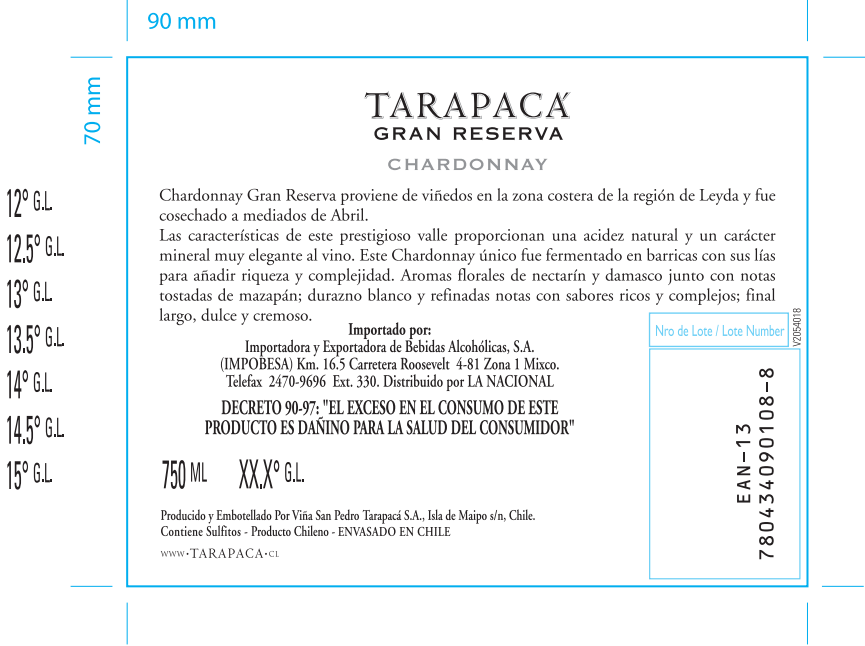 90 mm
70 mm
TARAPACÁ
GRAN RESERVA
CHARDONNAY
Chardonnay Gran Reserva proviene de viñedos en la zona costera de la región de Leyda y fue
cosechado a mediados de Abril.
Las características de este prestigioso valle proporcionan una acidez natural y un carácter
mineral muy elegante al vino. Este Chardonnay único fue fermentado en barricas con sus lías
para añadir riqueza y complejidad. Aromas florales de nectarín y damasco junto con notas
tostadas de mazapán; durazno blanco y refinadas notas con sabores ricos y complejos; final
largo, dulce y cremoso.
Importado por:
Importadora y Exportadora de Bebidas Alcohólicas, S.A.
(IMPOBESA) Km. 16.5 Carretera Roosevelt 4-81 Zona 1 Mixco.
Telefax 2470-9696 Ext. 330. Distribuido por LA NACIONAL
DECRETO 90-97: "EL EXCESO EN EL CONSUMO DE ESTE
PRODUCTO ES DAÑINO PARA LA SALUD DEL CONSUMIDOR"
750 ML XX.X° G.L.
Producido y Embotellado Por Viña San Pedro Tarapacá S.A., Isla de Maipo s/n, Chile.
Contiene Sulfitos - Producto Chileno - ENVASADO EN CHILE
WWW•TARAPACA•CL
Nro de Lote / Lote Number
V2054018
EAN-13
780434090108-8
12° G.L.
12.5° G.L.
13° G.L.
13.5° G.L.
14° G.L.
14.5° G.L.
15° G.L.